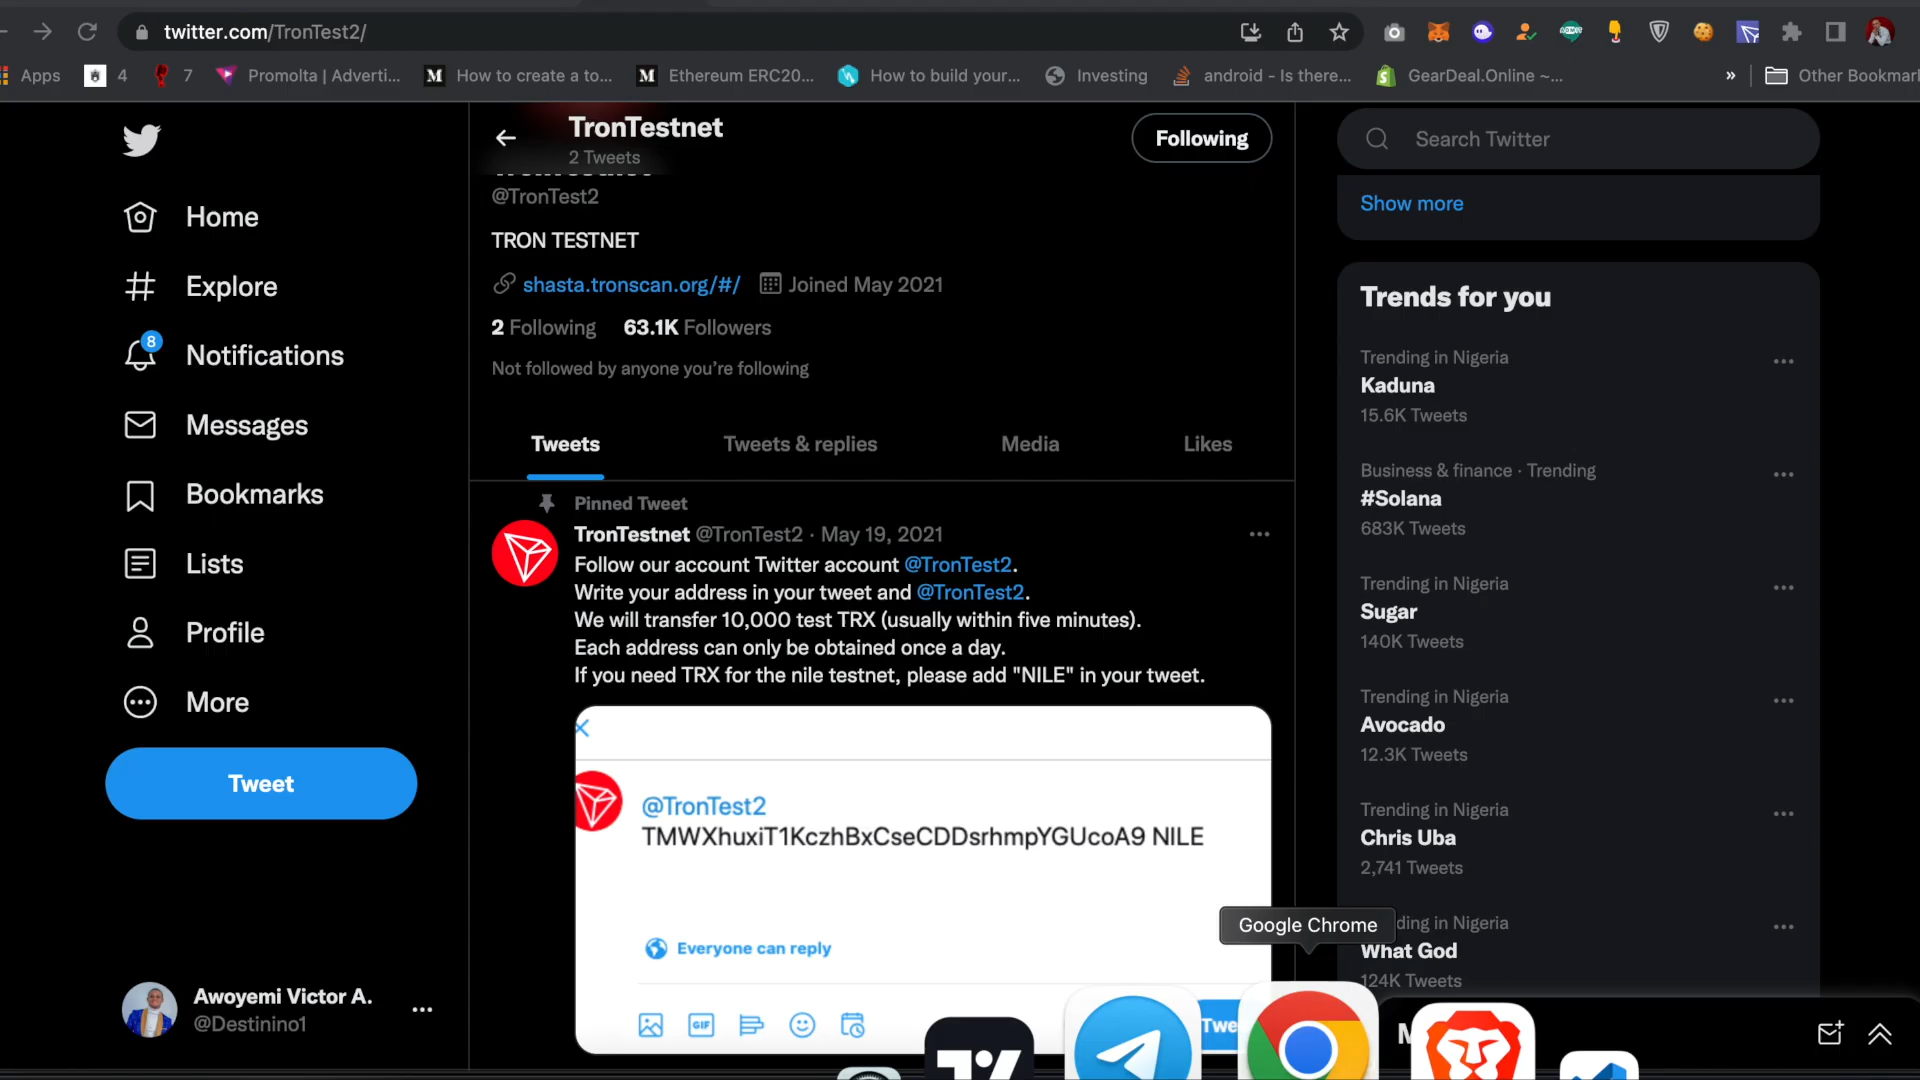 twitter.com/TronTest2/
Apps
4
7
Promolta | Adverti...
How to create a to...
Ethereum ERC20...
How to build your...
Investing
android - Is there...
GearDeal.Online ~...
»
Other Bookmark
TronTestnet
2 Tweets
Following
Search Twitter
@TronTest2
TRON TESTNET
shasta.tronscan.org/#/
Joined May 2021
2 Following
63.1K Followers
Not followed by anyone you're following
Tweets
Tweets & replies
Media
Likes
Home
Explore
8
Notifications
Messages
Bookmarks
Lists
Profile
More
Tweet
Awoyemi Victor A.
@Destinino1
Pinned Tweet
TronTestnet @TronTest2 · May 19, 2021
Follow our account Twitter account @TronTest2.
Write your address in your tweet and @TronTest2.
We will transfer 10,000 test TRX (usually within five minutes).
Each address can only be obtained once a day.
If you need TRX for the nile testnet, please add "NILE" in your tweet.
@TronTest2
TMWXhuxiT1KczhBxCseCDDsrhmpYGUcoA9 NILE
Everyone can reply
GIF
Twe
Google Chrome
Show more
Trends for you
Trending in Nigeria
Kaduna
15.6K Tweets
Business & finance · Trending
#Solana
683K Tweets
Trending in Nigeria
Sugar
140K Tweets
Trending in Nigeria
Avocado
12.3K Tweets
Trending in Nigeria
Chris Uba
2,741 Tweets
ding in Nigeria
What God
124K Tweets